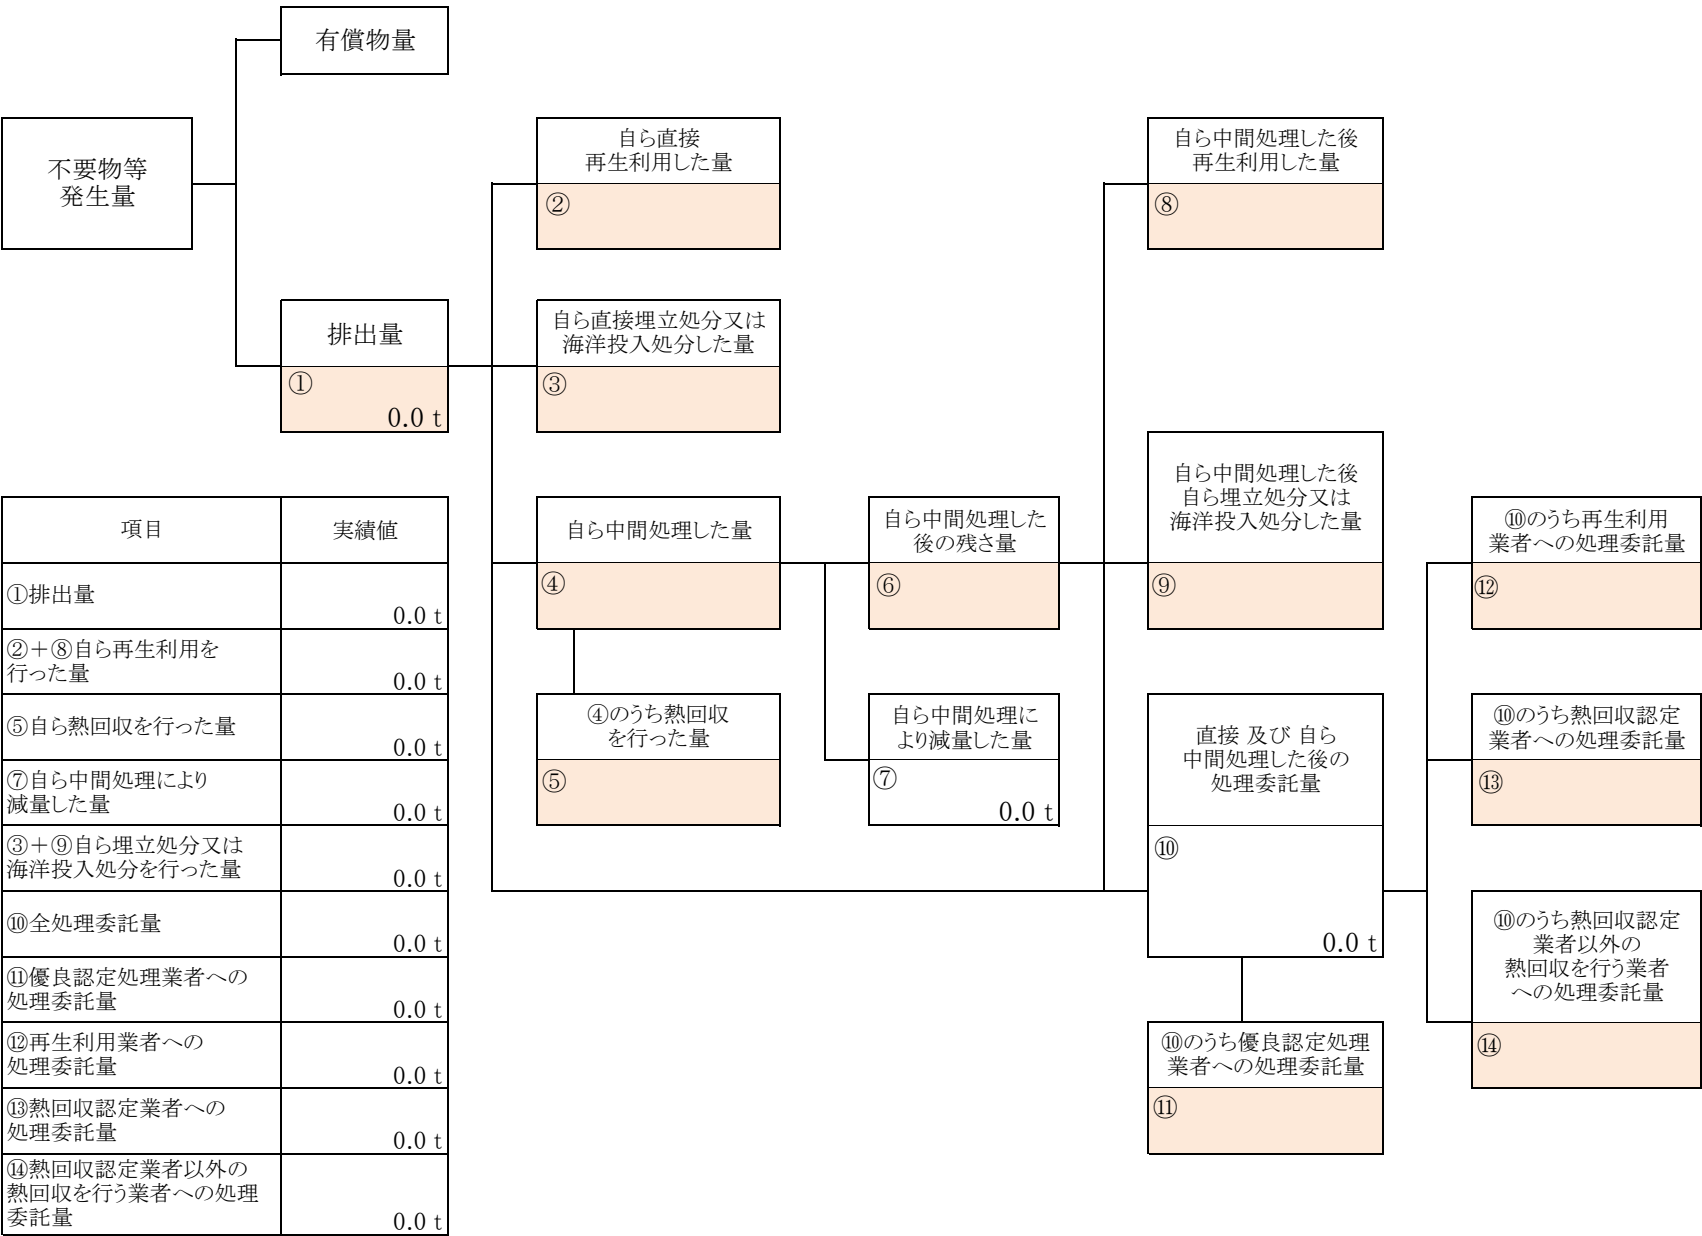 有償物量
不要物等
発生量
自ら直接
再生利用した量
②
自ら中間処理した後
再生利用した量
⑧
排出量
①
0.0 t
自ら直接埋立処分又は
海洋投入処分した量
③
自ら中間処理した量
④
自ら中間処理した
後の残さ量
⑥
自ら中間処理した後
自ら埋立処分又は
海洋投入処分した量
⑨
⑩のうち再生利用
業者への処理委託量
⑫
④のうち熱回収
を行った量
⑤
自ら中間処理に
より減量した量
⑦
0.0 t
直接 及び 自ら
中間処理した後の
処理委託量
⑩
0.0 t
⑩のうち熱回収認定
業者への処理委託量
⑬
⑩のうち熱回収認定
業者以外の
熱回収を行う業者
への処理委託量
⑭
⑩のうち優良認定処理
業者への処理委託量
⑪
項目
実績値
①排出量
0.0 t
②＋⑧自ら再生利用を
行った量
0.0 t
⑤自ら熱回収を行った量
0.0 t
⑦自ら中間処理により
減量した量
0.0 t
③＋⑨自ら埋立処分又は
海洋投入処分を行った量
0.0 t
⑩全処理委託量
0.0 t
⑪優良認定処理業者への
処理委託量
0.0 t
⑫再生利用業者への
処理委託量
0.0 t
⑬熱回収認定業者への
処理委託量
0.0 t
⑭熱回収認定業者以外の
熱回収を行う業者への処理
委託量
0.0 t